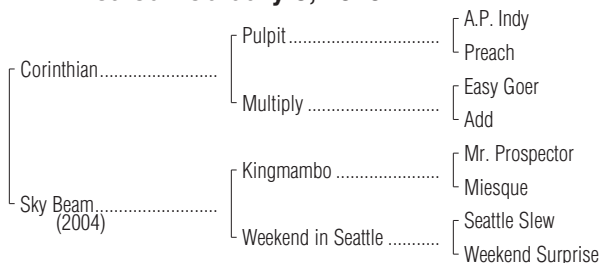 A.P. Indy
Pulpit
Preach
Corinthian
Easy Goer
Multiply
Add
Mr. Prospector
Kingmambo
Miesque
Sky Beam
(2004)
Seattle Slew
Weekend in Seattle
Weekend Surprise